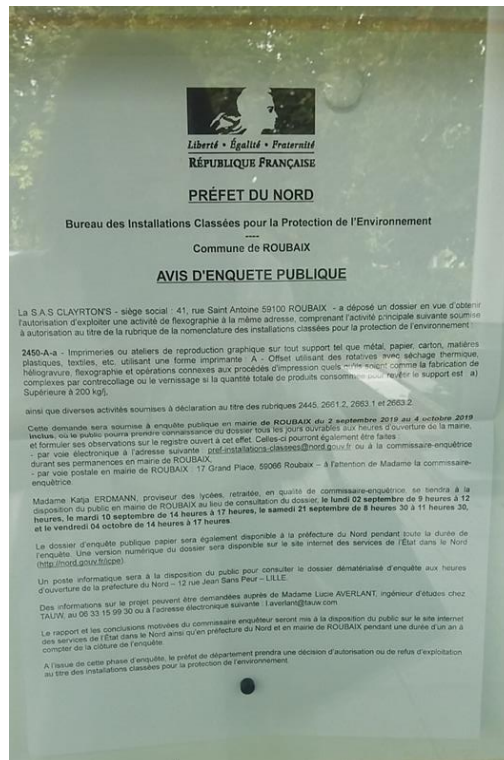 Liberté • Égalité • Fraternité
RÉPUBLIQUE FRANÇAISE
PRÉFET DU NORD
Bureau des Installations Classées pour la Protection de l'Environnement
----
Commune de ROUBAIX
AVIS D'ENQUETE PUBLIQUE
La S.A.S CLAYRTON'S - siège social : 41, rue Saint Antoine 59100 ROUBAIX - a déposé un dossier en vue d'obtenir
l'autorisation d'exploiter une activité de flexographie à la même adresse, comprenant l'activité principale suivante soumise
à autorisation au titre de la rubrique de la nomenclature des installations classées pour la protection de l'environnement :
2450-A-a - Imprimeries ou ateliers de reproduction graphique sur tout support tel que métal, papier, carton, matières
plastiques, textiles, etc. utilisant une forme imprimante : A - Offset utilisant des rotatives avec séchage thermique,
héliogravure, flexographie et opérations connexes aux procédés d'impression quels qu'ils soient comme la fabrication de
complexes par contrecollage ou le vernissage si la quantité totale de produits consommée pour revêtir le support est a)
Supérieure à 200 kg/j,
ainsi que diverses activités soumises à déclaration au titre des rubriques 2445, 2661.2, 2663.1 et 2663.2.
Cette demande sera soumise à enquête publique en mairie de ROUBAIX du 2 septembre 2019 au 4 octobre 2019
inclus, où le public pourra prendre connaissance du dossier tous les jours ouvrables aux heures d'ouverture de la mairie,
et formuler ses observations sur le registre ouvert à cet effet. Celles-ci pourront également être faites :
- par voie électronique à l'adresse suivante : pref-installations-classees@nord.gouv.fr ou à la commissaire-enquêtrice
durant ses permanences en mairie de ROUBAIX,
- par voie postale en mairie de ROUBAIX : 17 Grand Place, 59066 Roubaix – à l'attention de Madame la commissaire-
enquêtrice.
Madame Katja ERDMANN, proviseur des lycées, retraitée, en qualité de commissaire-enquêtrice, se tiendra à la
disposition du public en mairie de ROUBAIX au lieu de consultation du dossier, le lundi 02 septembre de 9 heures à 12
heures, le mardi 10 septembre de 14 heures à 17 heures, le samedi 21 septembre de 8 heures 30 à 11 heures 30,
et le vendredi 04 octobre de 14 heures à 17 heures.
Le dossier d'enquête publique papier sera également disponible à la préfecture du Nord pendant toute la durée de
l'enquête. Une version numérique du dossier sera disponible sur le site internet des services de l'État dans le Nord
(http://nord.gouv.fr/icpe).
Un poste informatique sera à la disposition du public pour consulter le dossier dématérialisé d'enquête aux heures
d'ouverture de la préfecture du Nord – 12 rue Jean Sans Peur – LILLE.
Des informations sur le projet peuvent être demandées auprès de Madame Lucie AVERLANT, ingénieur d'études chez
TAUW, au 06 33 15 99 30 ou à l'adresse électronique suivante : l.averlant@tauw.com
Le rapport et les conclusions motivées du commissaire enquêteur seront mis à la disposition du public sur le site internet
des services de l'État dans le Nord ainsi qu'en préfecture du Nord et en mairie de ROUBAIX pendant une durée d'un an à
compter de la clôture de l'enquête.
A l'issue de cette phase d'enquête, le préfet de département prendra une décision d'autorisation ou de refus d'exploitation
au titre des installations classées pour la protection de l'environnement.